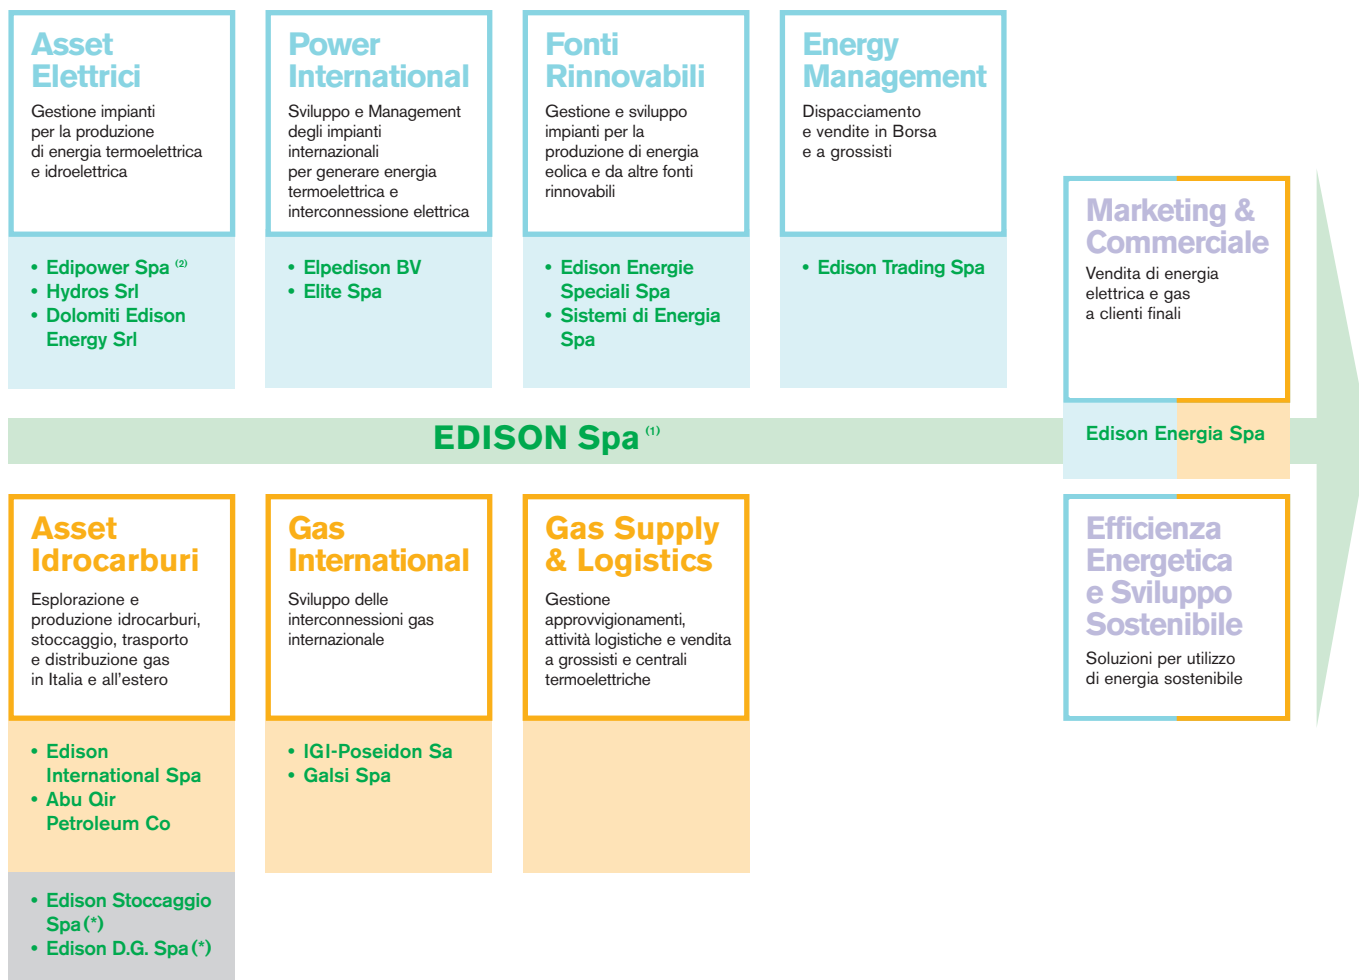 Asset
Elettrici
Gestione impianti
per la produzione
di energia termoelettrica
e idroelettrica
• Edipower Spa (2)
• Hydros Srl
• Dolomiti Edison
Energy Srl
Power
International
Sviluppo e Management
degli impianti
internazionali
per generare energia
termoelettrica e
interconnessione elettrica
• Elpedison BV
• Elite Spa
Fonti
Rinnovabili
Gestione e sviluppo
impianti per la
produzione di energia
eolica e da altre fonti
rinnovabili
• Edison Energie
Speciali Spa
• Sistemi di Energia
Spa
Energy
Management
Dispacciamento
e vendite in Borsa
e a grossisti
• Edison Trading Spa
Marketing &
Commerciale
Vendita di energia
elettrica e gas
a clienti finali
Edison Energia Spa
EDISON Spa (1)
Asset
Idrocarburi
Esplorazione e
produzione idrocarburi,
stoccaggio, trasporto
e distribuzione gas
in Italia e all'estero
• Edison
International Spa
• Abu Qir
Petroleum Co
• Edison Stoccaggio
Spa (*)
• Edison D.G. Spa (*)
Gas
International
Sviluppo delle
interconnessioni gas
internazionale
• IGI-Poseidon Sa
• Galsi Spa
Gas Supply
& Logistics
Gestione
approvvigionamenti,
attività logistiche e vendita
a grossisti e centrali
termoelettriche
Efficienza
Energetica
e Sviluppo
Sostenibile
Soluzioni per utilizzo
di energia sostenibile